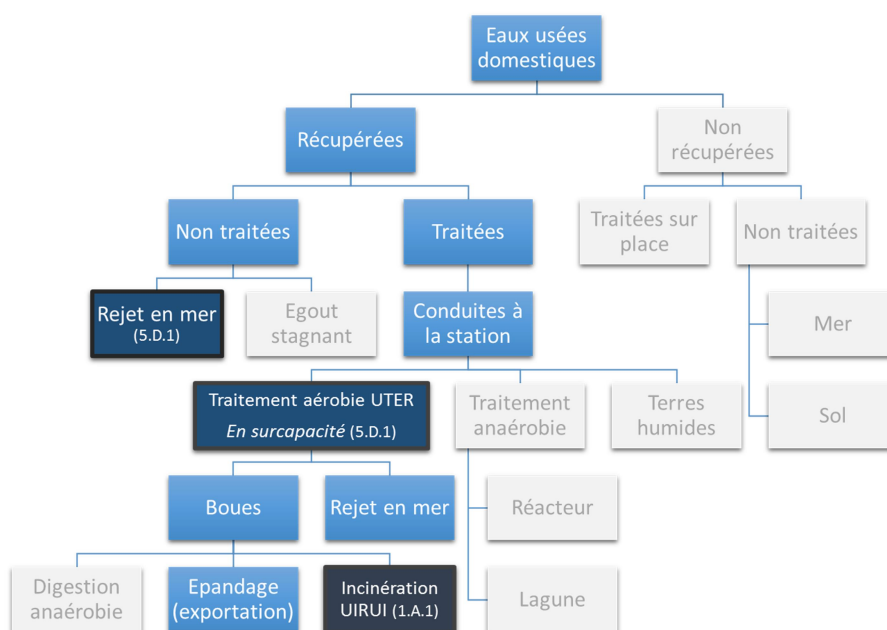 Eaux usées
domestiques
Récupérées
Non
récupérées
Non traitées
Traitées
Traitées sur
place
Non traitées
Rejet en mer
(5.D.1)
Egout
stagnant
Conduites à
la station
Mer
Traitement aérobie UTER
En surcapacité (5.D.1)
Traitement
anaérobie
Terres
humides
Sol
Boues
Rejet en mer
Réacteur
Digestion
anaérobie
Epandage
(exportation)
Incinération
UIRUI (1.A.1)
Lagune